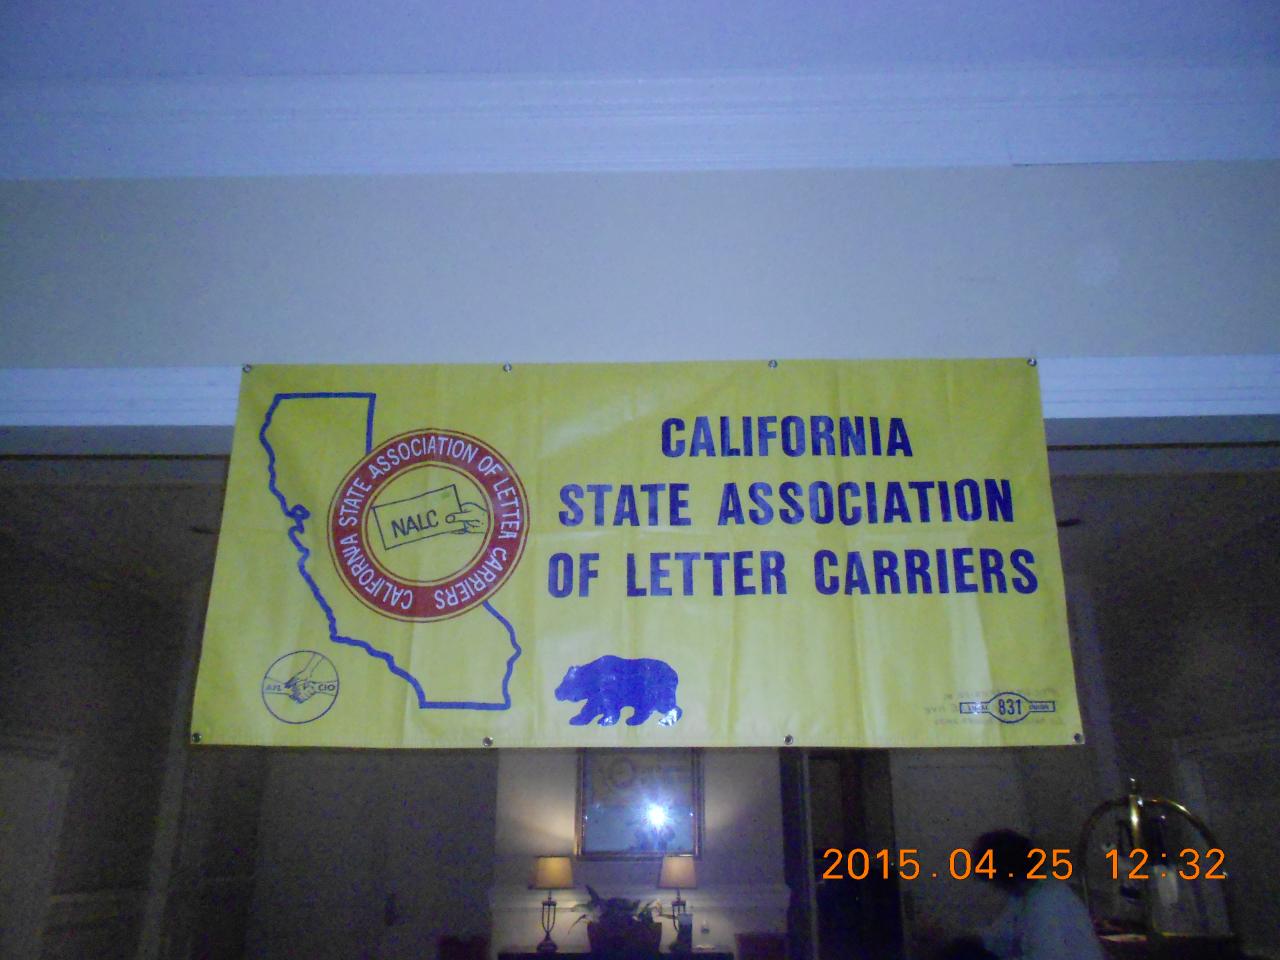 CALIFORNIA STATE ASSOCIATION OF LETTER CARRIERS
NALC
CALIFORNIA
STATE ASSOCIATION
OF LETTER CARRIERS
AFL CIO
831
2015.04.25 12:32